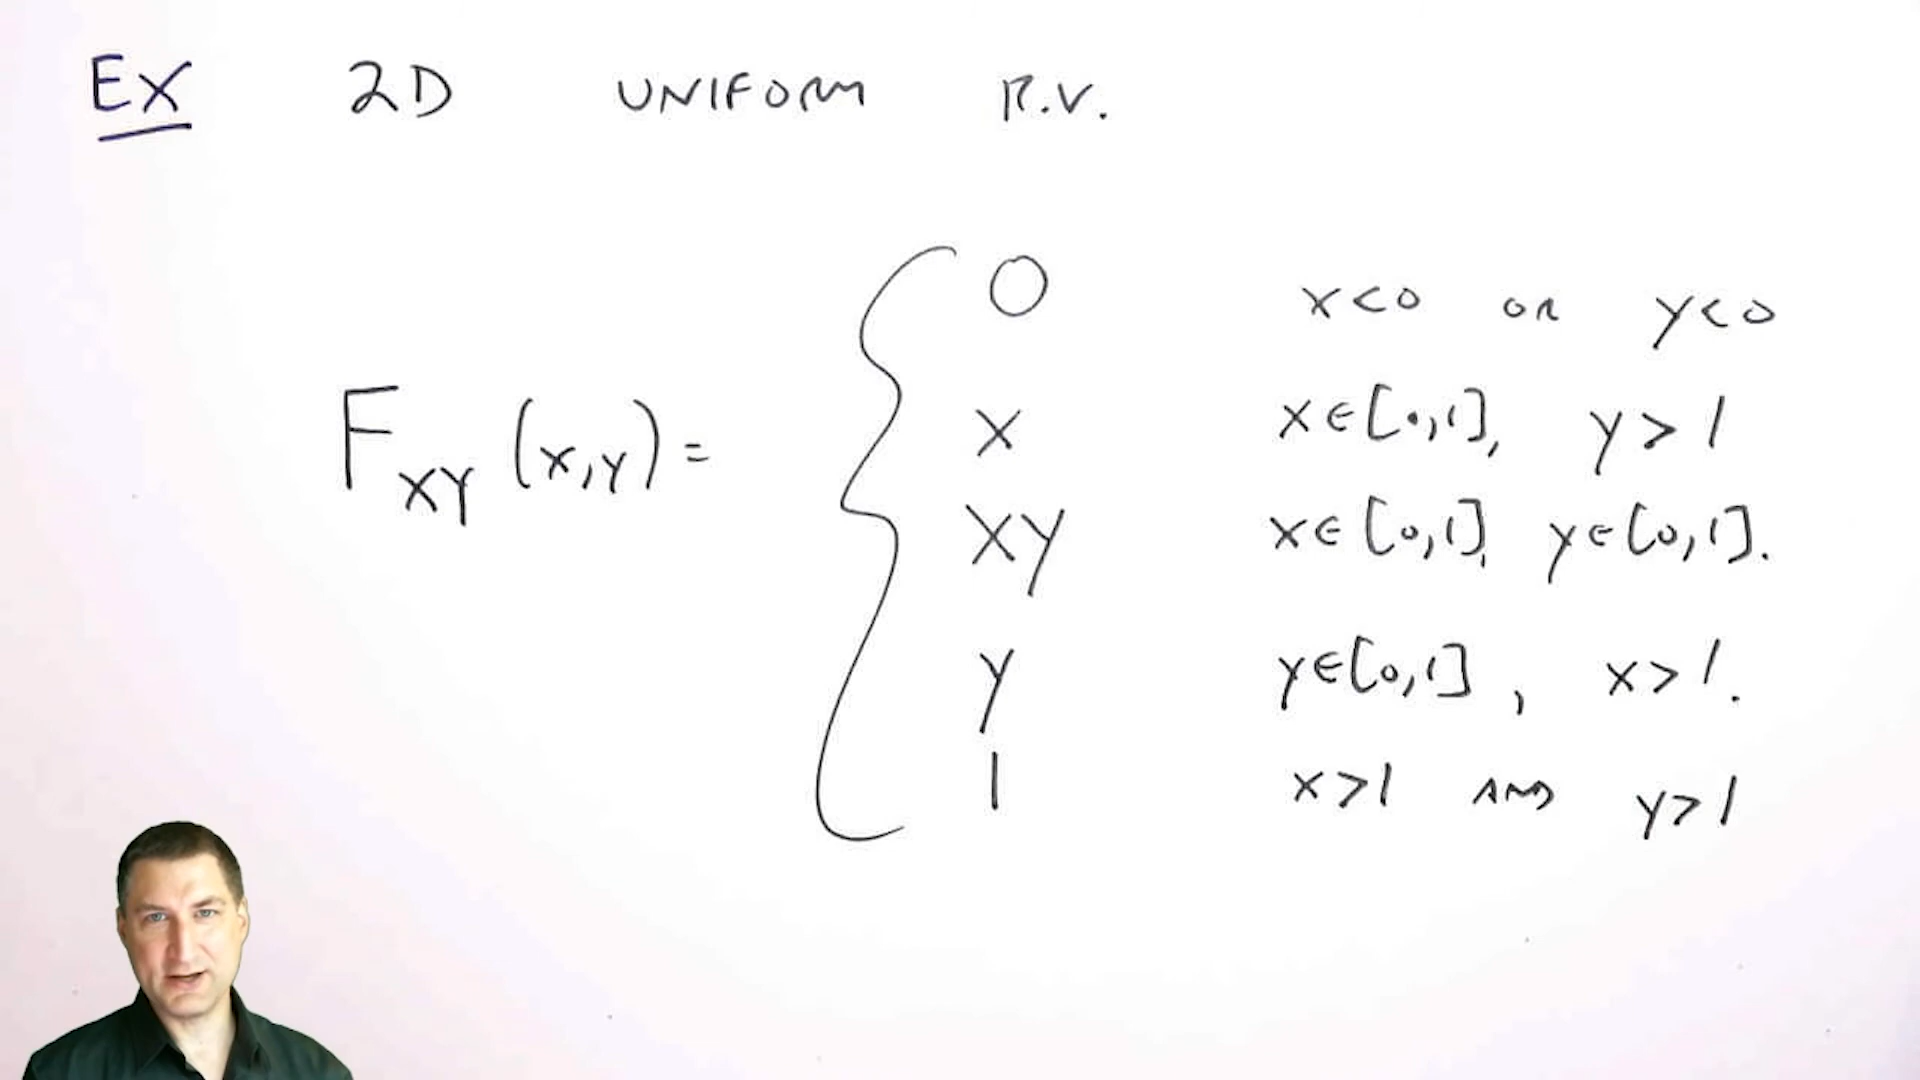 Ex 2D UNIFORM R.V.
0 x<0 OR y<0
x x∈[0,1], y>1
F_XY (x,y) =
xy x∈[0,1], y∈[0,1].
y y∈[0,1], x>1.
1 x>1 AND y>1